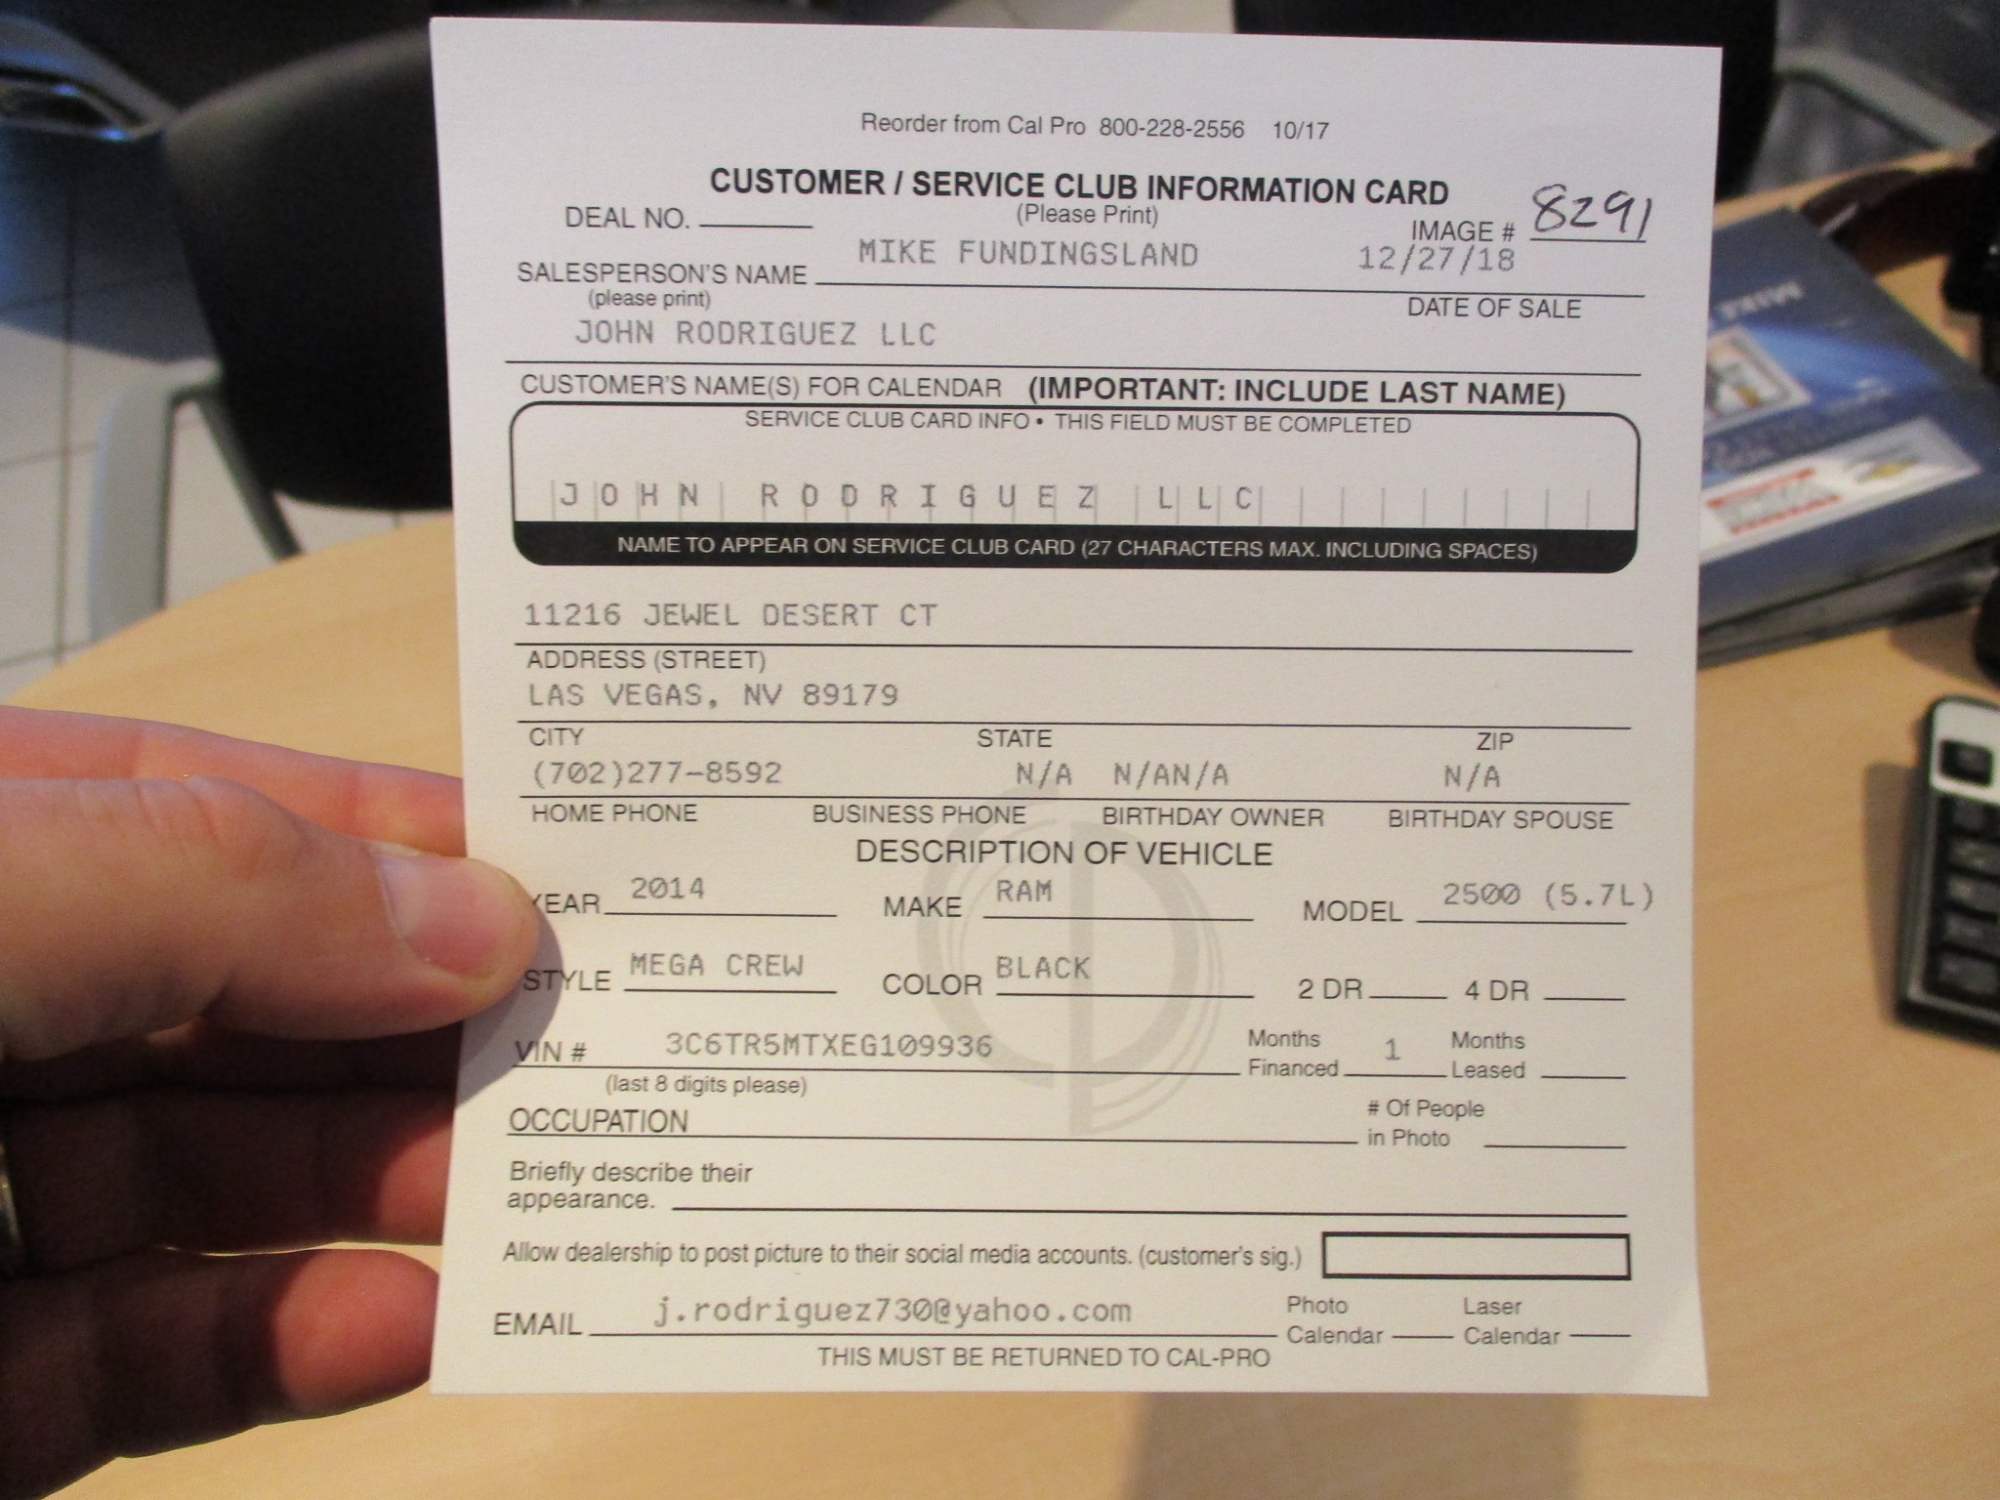 Reorder from Cal Pro 800-228-2556 10/17
CUSTOMER / SERVICE CLUB INFORMATION CARD
(Please Print)
DEAL NO.
IMAGE # 8291
MIKE FUNDINGSLAND 12/27/18
SALESPERSON'S NAME
(please print)
DATE OF SALE
JOHN RODRIGUEZ LLC
CUSTOMER'S NAME(S) FOR CALENDAR (IMPORTANT: INCLUDE LAST NAME)
SERVICE CLUB CARD INFO • THIS FIELD MUST BE COMPLETED
JOHN RODRIGUEZ LLC
NAME TO APPEAR ON SERVICE CLUB CARD (27 CHARACTERS MAX. INCLUDING SPACES)
11216 JEWEL DESERT CT
ADDRESS (STREET)
LAS VEGAS, NV 89179
CITY STATE ZIP
(702)277-8592 N/A N/AN/A N/A
HOME PHONE BUSINESS PHONE BIRTHDAY OWNER BIRTHDAY SPOUSE
DESCRIPTION OF VEHICLE
YEAR 2014 MAKE RAM MODEL 2500 (5.7L)
STYLE MEGA CREW COLOR BLACK 2 DR 4 DR
VIN # 3C6TR5MTXEG109936 Months Financed 1 Months Leased
(last 8 digits please)
OCCUPATION # Of People in Photo
Briefly describe their
appearance.
Allow dealership to post picture to their social media accounts. (customer's sig.)
EMAIL j.rodriguez730@yahoo.com Photo Calendar Laser Calendar
THIS MUST BE RETURNED TO CAL-PRO
MIKE